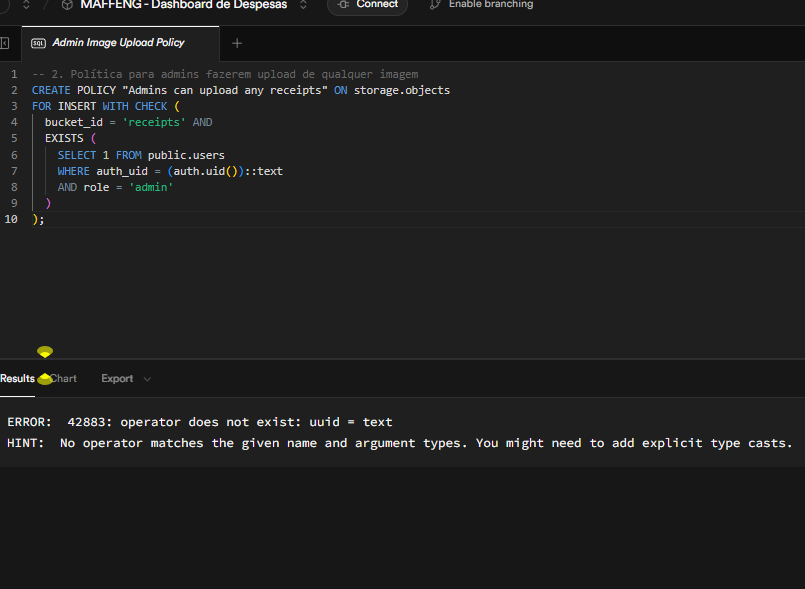 MAFFENG - Dashboard de Despesas
Connect
Enable branching
SQL Admin Image Upload Policy
1 -- 2. Política para admins fazerem upload de qualquer imagem
2 CREATE POLICY "Admins can upload any receipts" ON storage.objects
3 FOR INSERT WITH CHECK (
4 bucket_id = 'receipts' AND
5 EXISTS (
6 SELECT 1 FROM public.users
7 WHERE auth_uid = (auth.uid())::text
8 AND role = 'admin'
9 )
10 );
Results Chart Export
ERROR: 42883: operator does not exist: uuid = text
HINT: No operator matches the given name and argument types. You might need to add explicit type casts.